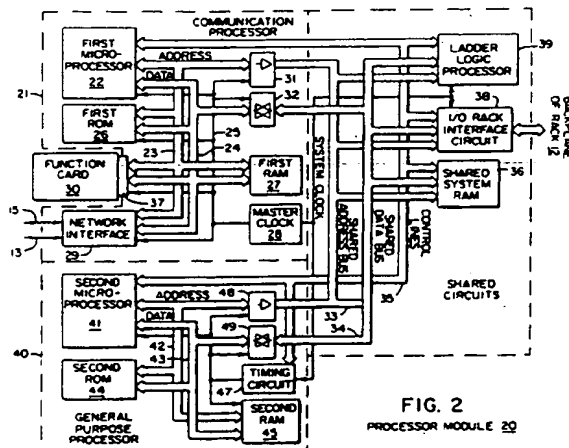 COMMUNICATION
PROCESSOR
FIRST
MICRO-
PROCESSOR
22
ADDRESS
DATA
21
FIRST ROM
26
23
25
24
31
32
FUNCTION
CARD
30
37
FIRST
RAM
27
15
13
NETWORK
INTERFACE
29
MASTER
CLOCK
28
SYSTEM CLOCK
SHARED
ADDRESS BUS
SHARED
DATA BUS
CONTROL
LINES
LADDER
LOGIC
PROCESSOR
39
38
I/O RACK
INTERFACE
CIRCUIT
BACKPLANE
OF RACK 12
36
SHARED
SYSTEM
RAM
35
33
34
SHARED
CIRCUITS
SECOND
MICRO-
PROCESSOR
41
ADDRESS
DATA
42
43
48
49
40
SECOND
ROM
44
47
TIMING
CIRCUIT
SECOND
RAM
45
GENERAL
PURPOSE
PROCESSOR
FIG. 2
PROCESSOR MODULE 20